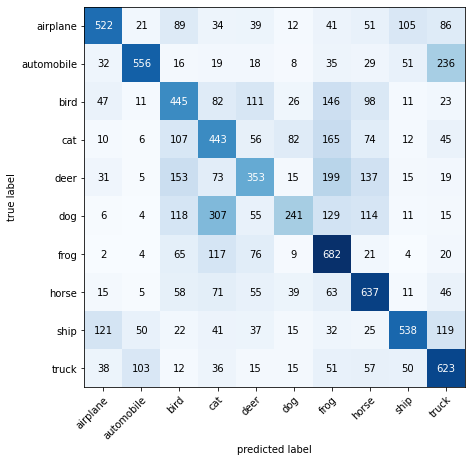 airplane 522 21 89 34 39 12 41 51 105 86
automobile 32 556 16 19 18 8 35 29 51 236
bird 47 11 445 82 111 26 146 98 11 23
cat 10 6 107 443 56 82 165 74 12 45
deer 31 5 153 73 353 15 199 137 15 19
dog 6 4 118 307 55 241 129 114 11 15
frog 2 4 65 117 76 9 682 21 4 20
horse 15 5 58 71 55 39 63 637 11 46
ship 121 50 22 41 37 15 32 25 538 119
truck 38 103 12 36 15 15 51 57 50 623
true label
airplane automobile bird cat deer dog frog horse ship truck
predicted label